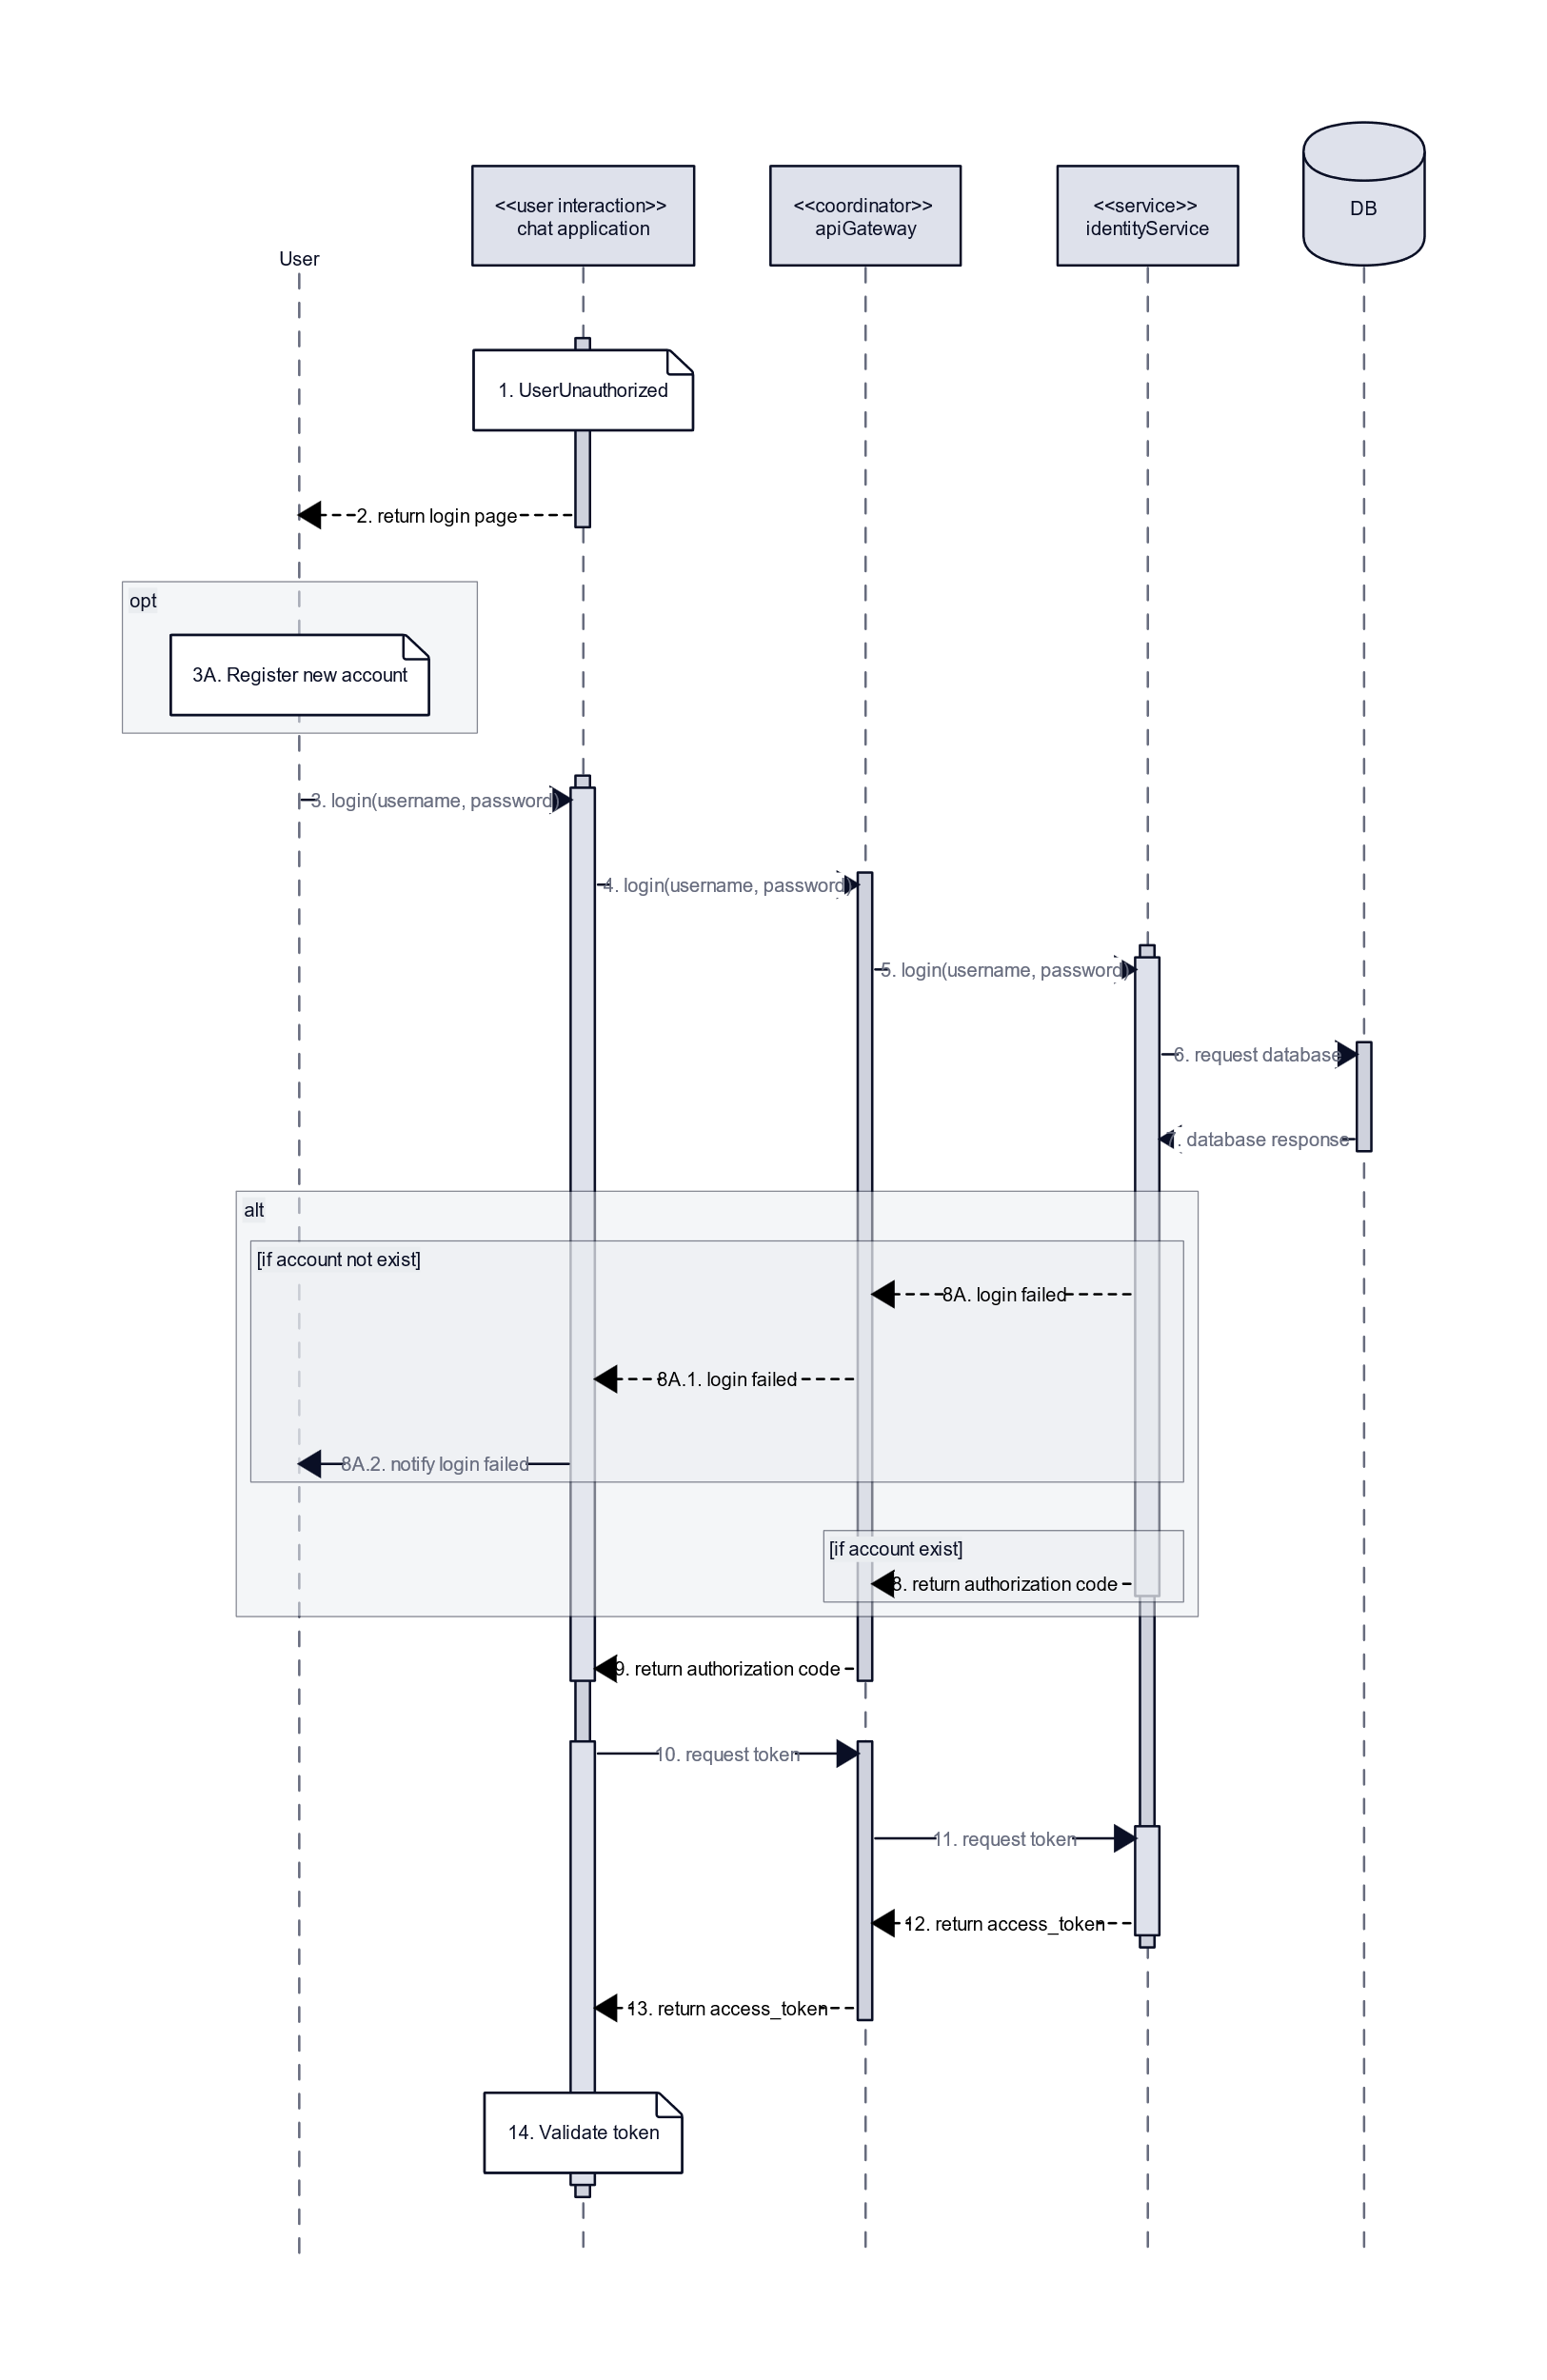 <<user interaction>>
chat application
<<coordinator>>
apiGateway
<<service>>
identityService
DB
User
1. UserUnauthorized
2. return login page
opt
3A. Register new account
3. login(username, password)
4. login(username, password)
5. login(username, password)
6. request database
7. database response
alt
[if account not exist]
8A. login failed
8A.1. login failed
8A.2. notify login failed
[if account exist]
8. return authorization code
9. return authorization code
10. request token
11. request token
12. return access_token
13. return access_token
14. Validate token